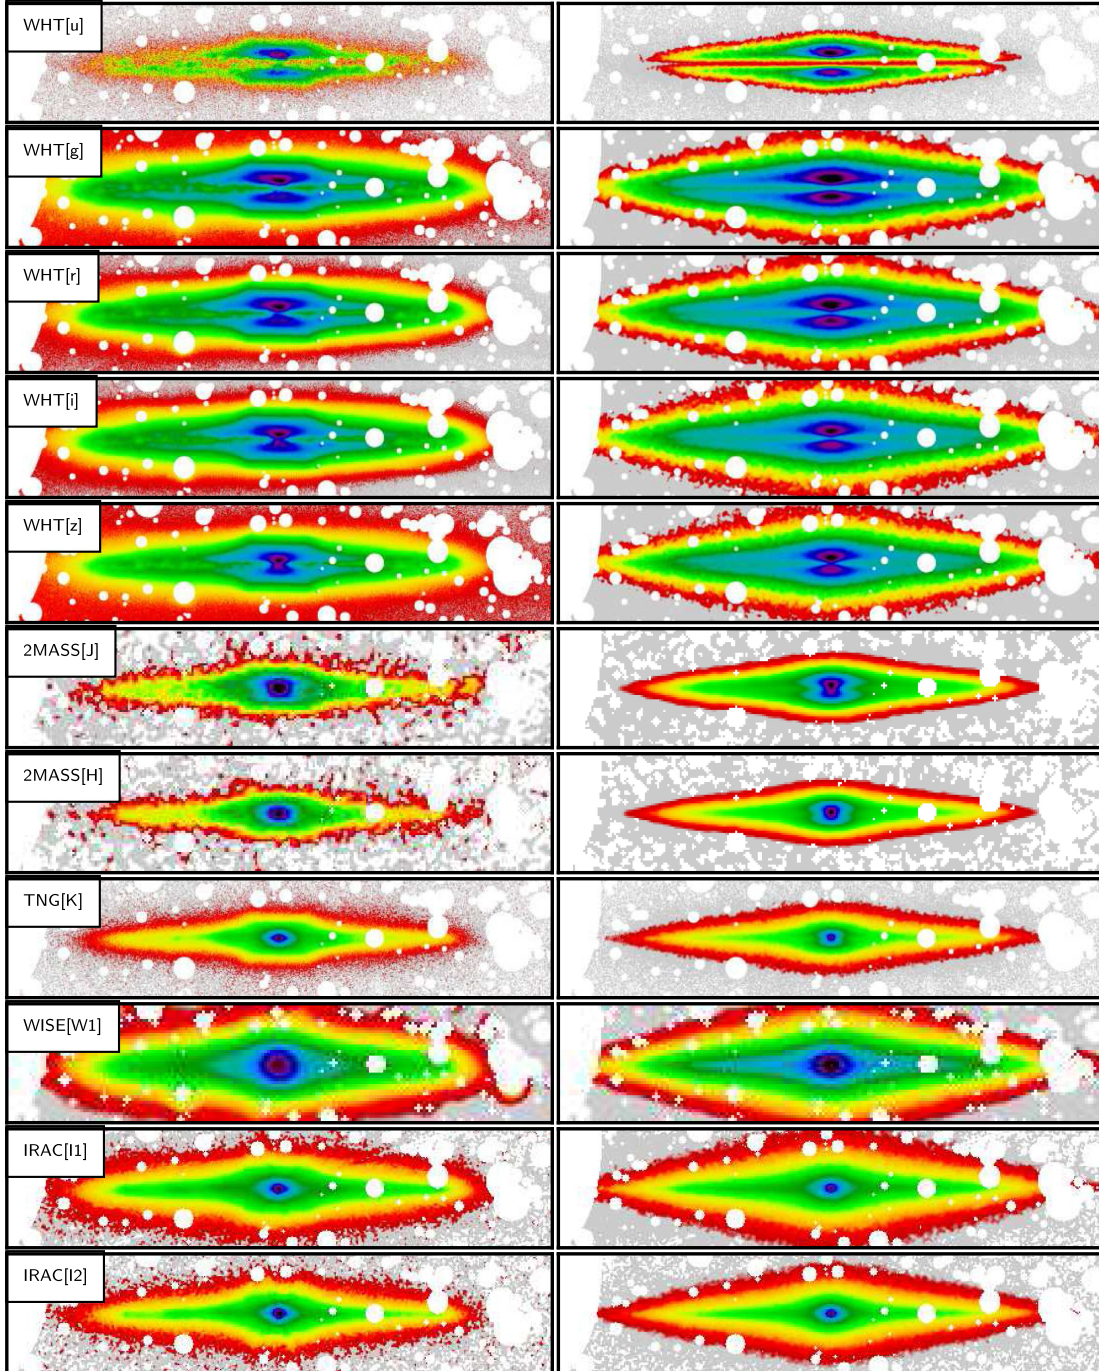 WHT[u]
WHT[g]
WHT[r]
WHT[i]
WHT[z]
2MASS[J]
2MASS[H]
TNG[K]
WISE[W1]
IRAC[I1]
IRAC[I2]